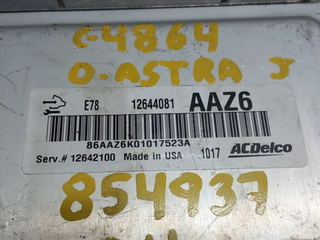 C-4864
O. ASTRA J
E78 12644081 AAZ6
86AAZ6K01017523A
Serv.# 12642100 Made in USA 1017 ACDelco
854937